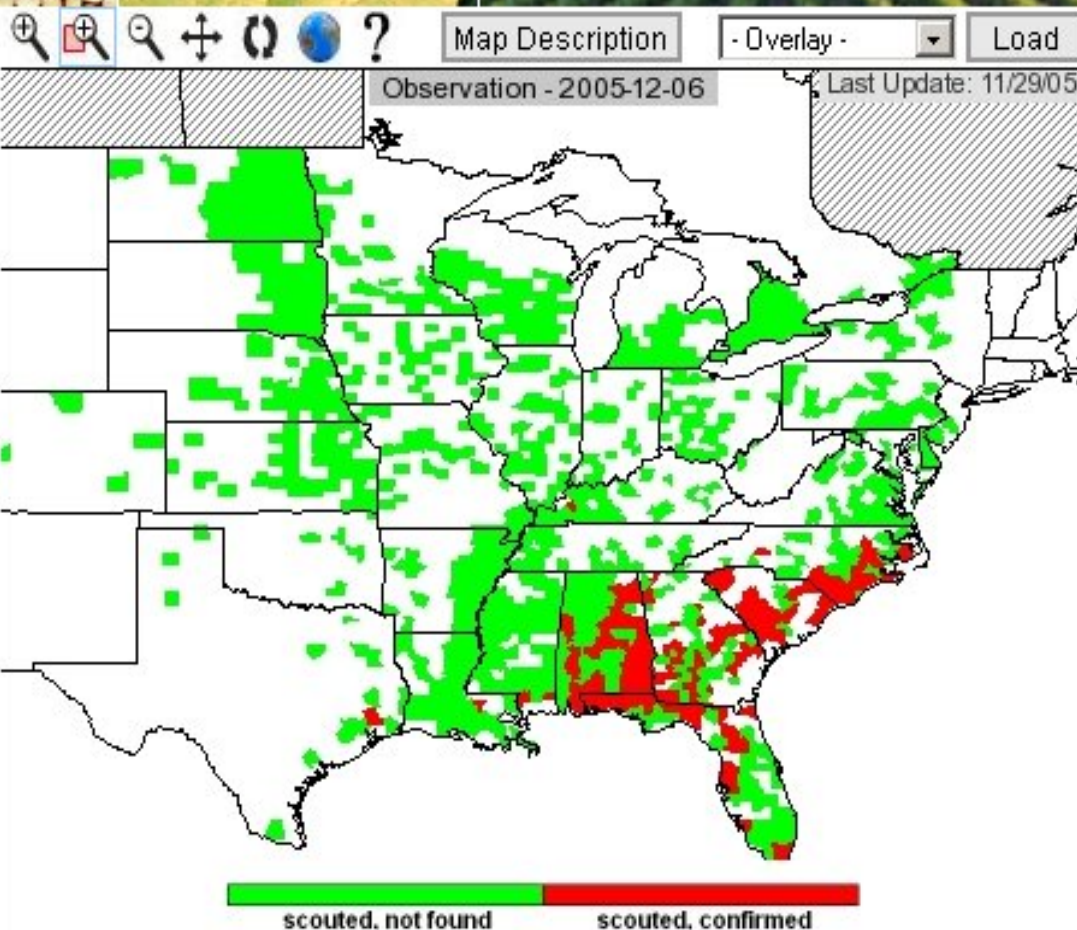 ? Map Description - Overlay - Load
Observation - 2005-12-06 Last Update: 11/29/05
scouted, not found scouted, confirmed